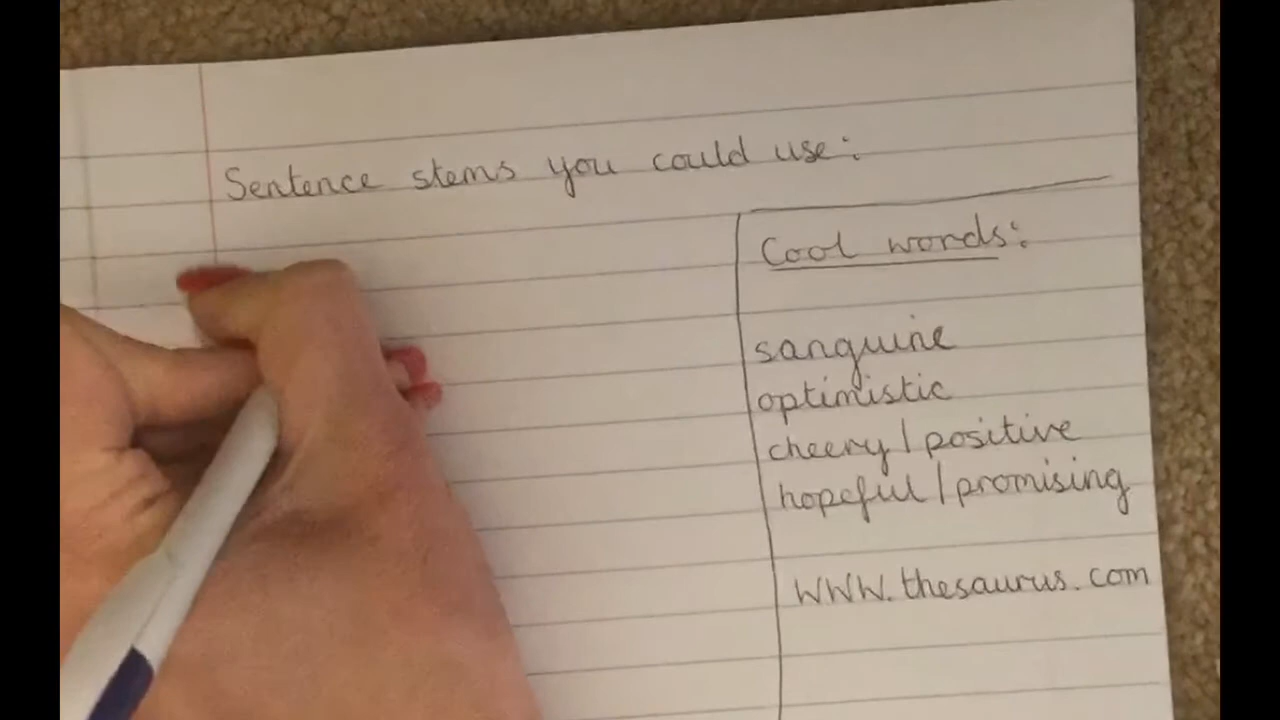 Sentence stems you could use:
Cool words:
sanguine
optimistic
cheery/positive
hopeful/promising
www.thesaurus.com